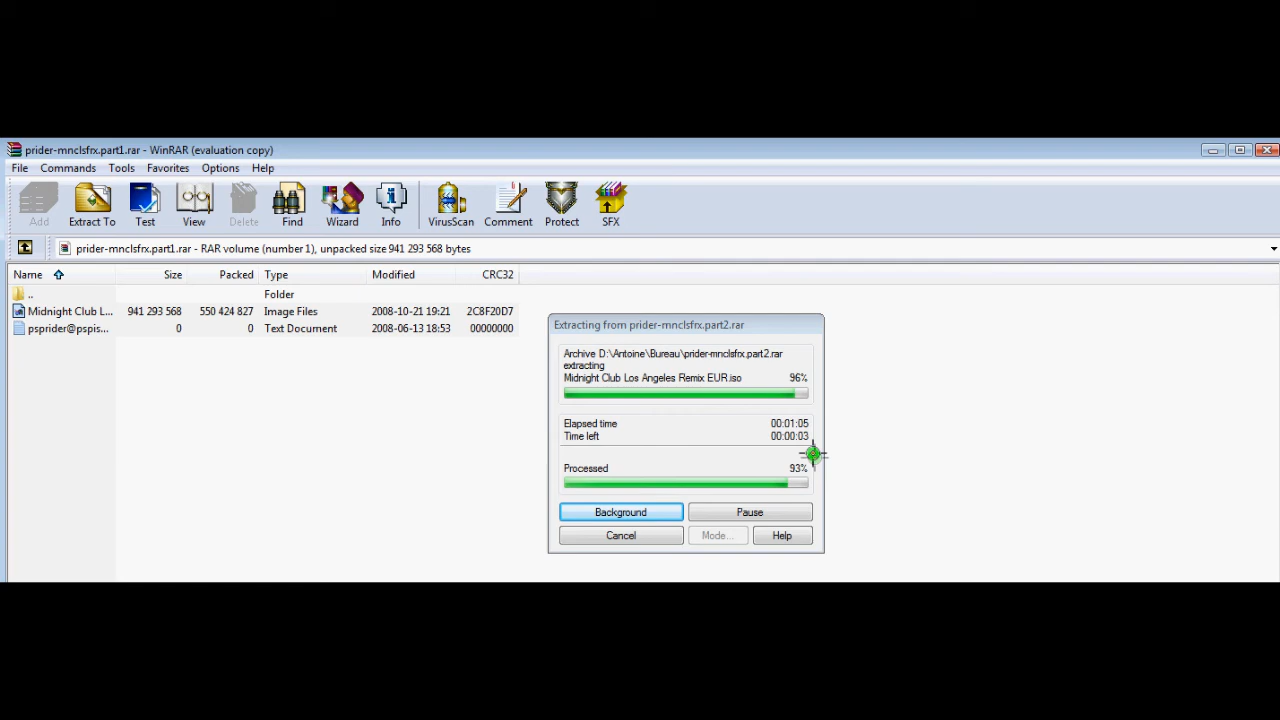 prider-mnclsfrx.part1.rar - WinRAR (evaluation copy)
File Commands Tools Favorites Options Help
Add Extract To Test View Delete Find Wizard Info VirusScan Comment Protect SFX
prider-mnclsfrx.part1.rar - RAR volume (number 1), unpacked size 941 293 568 bytes
Name Size Packed Type Modified CRC32
.. Folder
Midnight Club L... 941 293 568 550 424 827 Image Files 2008-10-21 19:21 2C8F20D7
psprider@pspis... 0 0 Text Document 2008-06-13 18:53 00000000
Extracting from prider-mnclsfrx.part2.rar
Archive D:\Antoine\Bureau\prider-mnclsfrx.part2.rar
extracting
Midnight Club Los Angeles Remix EUR.iso 96%
Elapsed time 00:01:05
Time left 00:00:03
Processed 93%
Background Pause
Cancel Mode... Help